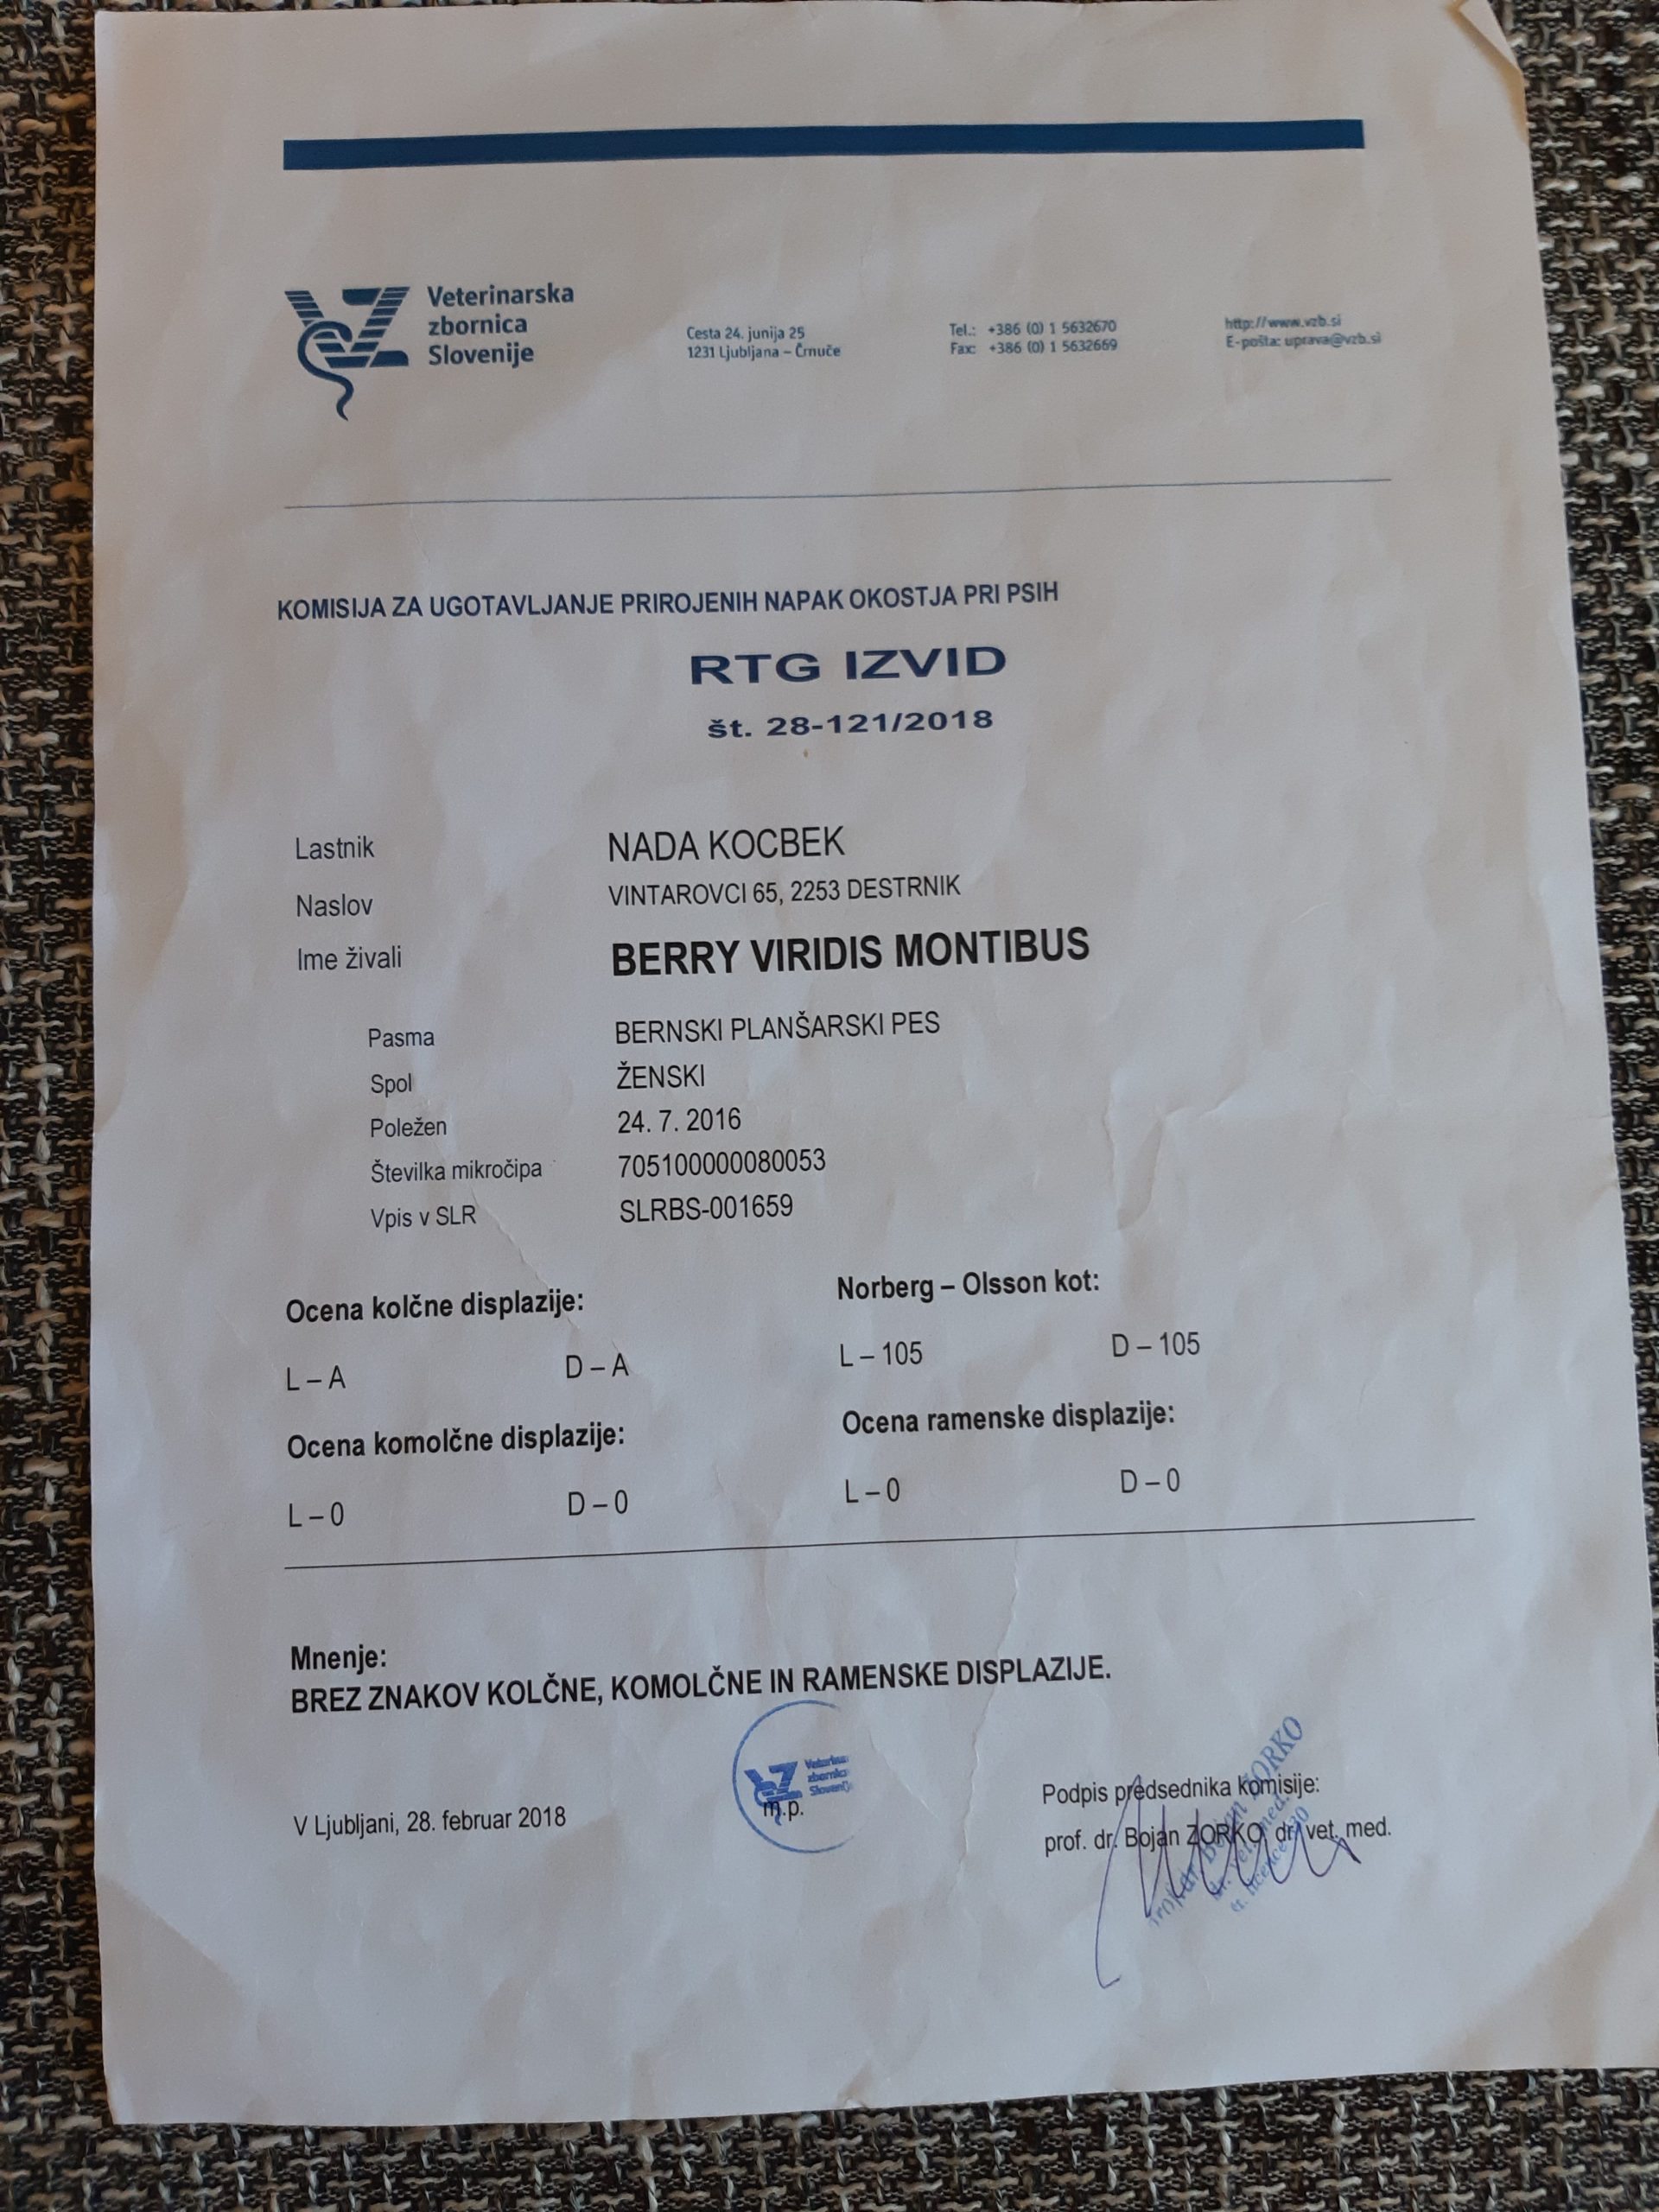 Veterinarska
zbornica
Slovenije
Cesta 24. junija 25
1231 Ljubljana – Črnuče
Tel.: +386 (0) 1 5632670
Fax: +386 (0) 1 5632669
http://www.vzb.si
E-pošta: uprava@vzb.si
KOMISIJA ZA UGOTAVLJANJE PRIROJENIH NAPAK OKOSTJA PRI PSIH
RTG IZVID
št. 28-121/2018
Lastnik NADA KOCBEK
Naslov VINTAROVCI 65, 2253 DESTRNIK
Ime živali BERRY VIRIDIS MONTIBUS
Pasma BERNSKI PLANŠARSKI PES
Spol ŽENSKI
Poležen 24. 7. 2016
Številka mikročipa 705100000080053
Vpis v SLR SLRBS-001659
Ocena kolčne displazije: Norberg – Olsson kot:
L – A D – A L – 105 D – 105
Ocena komolčne displazije: Ocena ramenske displazije:
L – 0 D – 0 L – 0 D – 0
Mnenje:
BREZ ZNAKOV KOLČNE, KOMOLČNE IN RAMENSKE DISPLAZIJE.
V Ljubljani, 28. februar 2018
m.p.
Podpis predsednika komisije:
prof. dr. Bojan ZORKO, dr. vet. med.